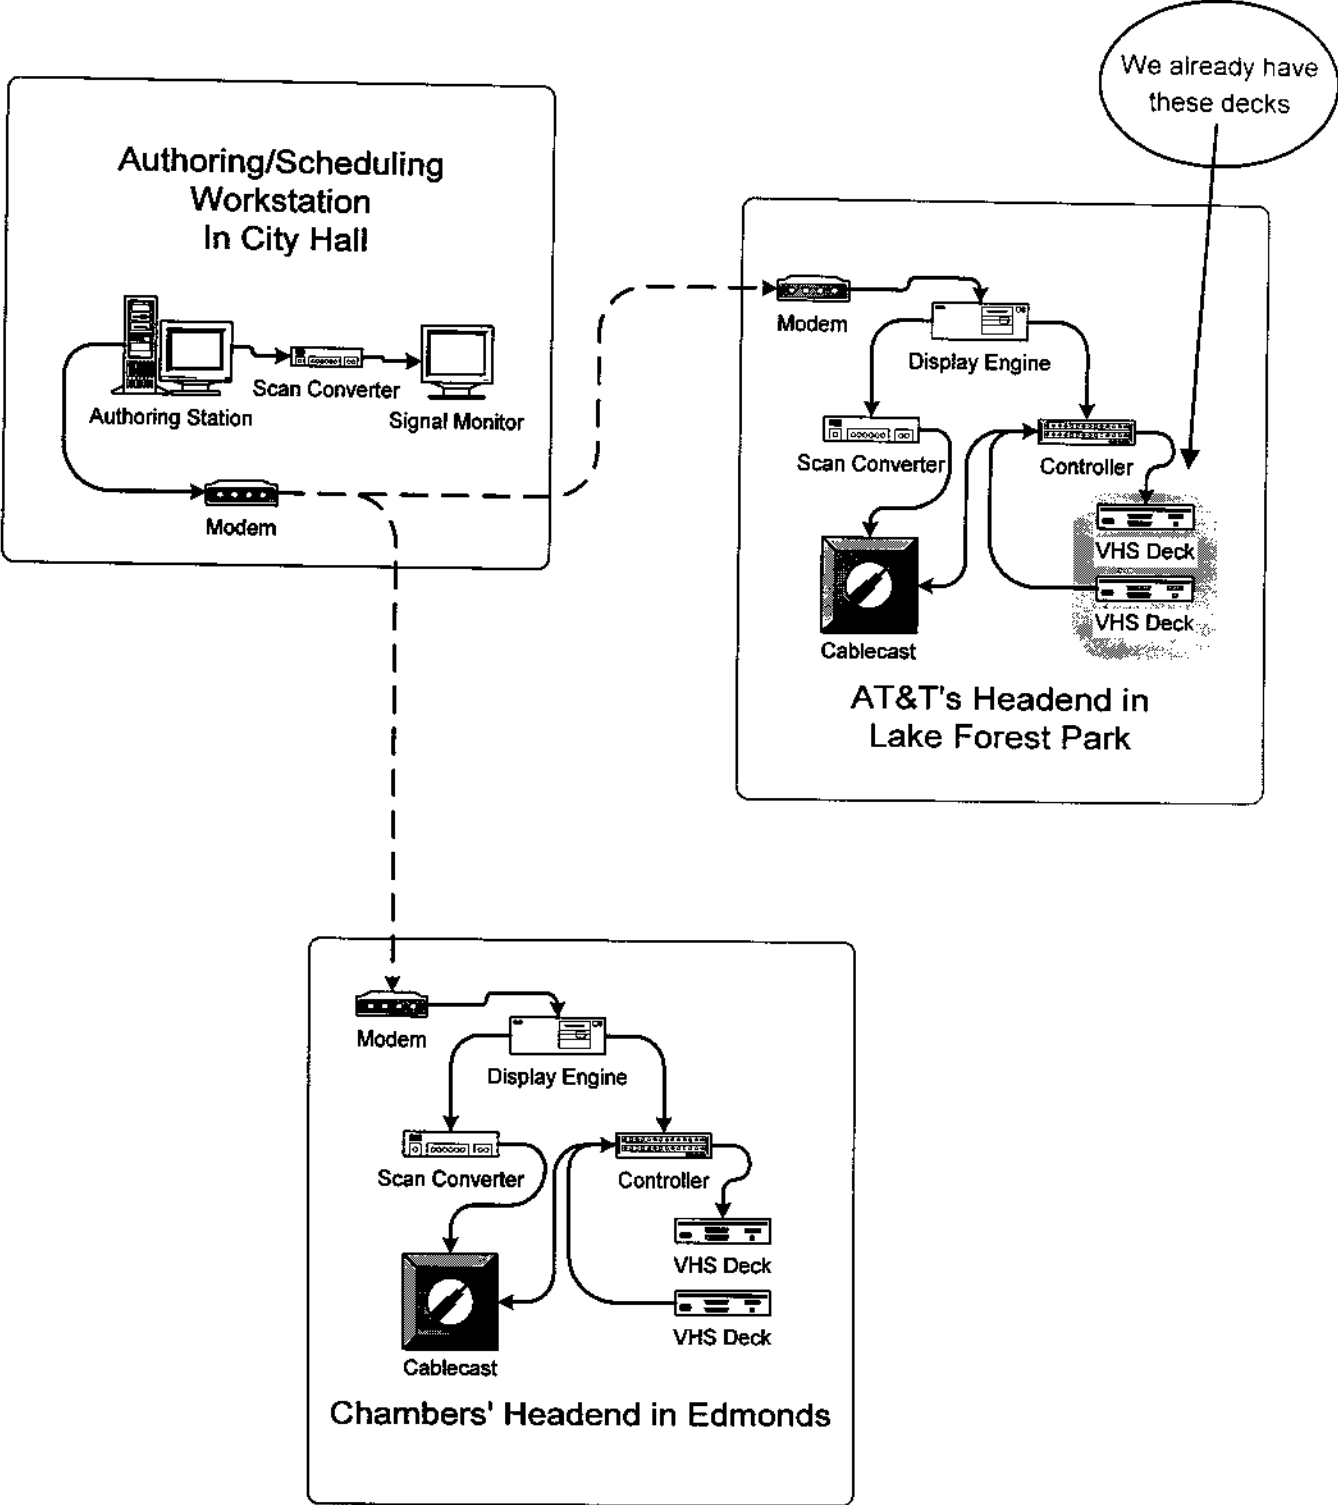 We already have
these decks
Authoring/Scheduling
Workstation
In City Hall
Authoring Station
Scan Converter
Signal Monitor
Modem
Modem
Display Engine
Scan Converter
Controller
VHS Deck
VHS Deck
Cablecast
AT&T's Headend in
Lake Forest Park
Modem
Display Engine
Scan Converter
Controller
VHS Deck
VHS Deck
Cablecast
Chambers' Headend in Edmonds